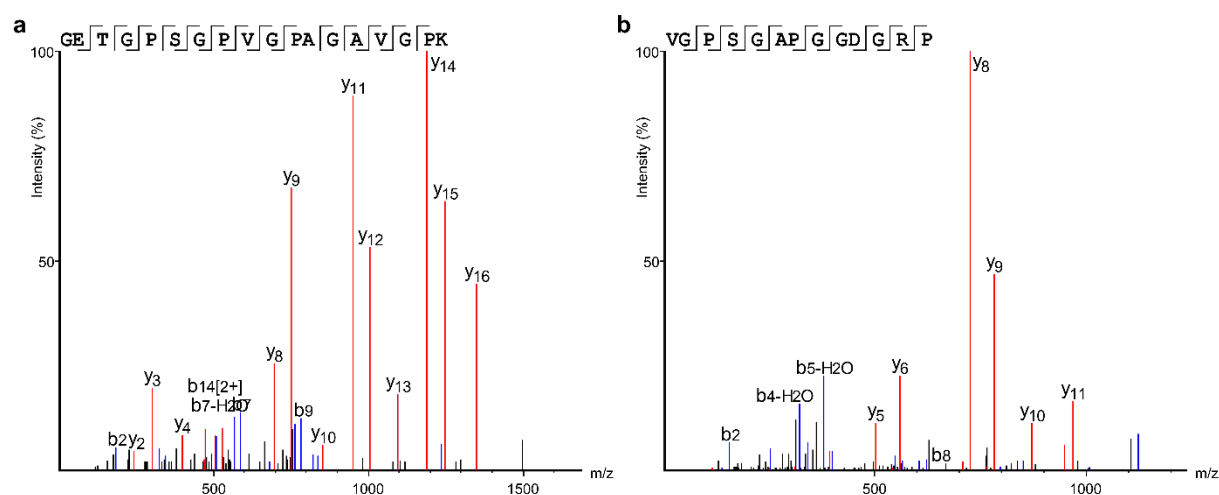 a
GETGPSGPVGPAGAVGPK
100
50
Intensity (%)
y14
y11
y9
y15
y12
y16
y8
y3
b14[2+]
y13
b7-H2O
b7
b9
y4
b2
y2
y10
500
1000
1500
m/z
b
VGPSGAPGGDGRP
100
50
Intensity (%)
y8
y9
b5-H2O
y6
b4-H2O
y11
y5
y10
b2
b8
500
1000
m/z